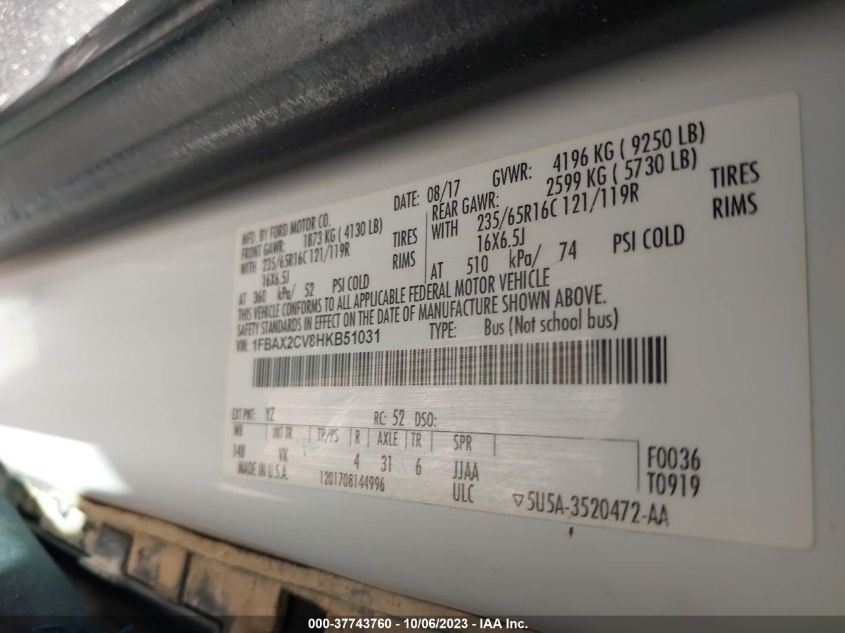 MFD. BY FORD MOTOR CO.
DATE: 08/17
GVWR: 4196 KG ( 9250 LB)
FRONT GAWR: 1873 KG ( 4130 LB)
REAR GAWR: 2599 KG ( 5730 LB)
WITH 235/65R16C 121/119R TIRES
WITH 235/65R16C 121/119R TIRES
16X6.5J RIMS
16X6.5J RIMS
AT 360 kPa/ 52 PSI COLD
AT 510 kPa/ 74 PSI COLD
THIS VEHICLE CONFORMS TO ALL APPLICABLE FEDERAL MOTOR VEHICLE
SAFETY STANDARDS IN EFFECT ON THE DATE OF MANUFACTURE SHOWN ABOVE.
VIN: 1FBAX2CV8HKB51031
TYPE: Bus (Not school bus)
EXT PNT: YZ RC: 52 DSO:
WB INT TR TP/PS R AXLE TR SPR
148 VK 4 31 6 JJAA
F0036
MADE IN U.S.A. 1201708144996 ULC
T0919
▽5U5A-3520472-AA
000-37743760 - 10/06/2023 - IAA Inc.